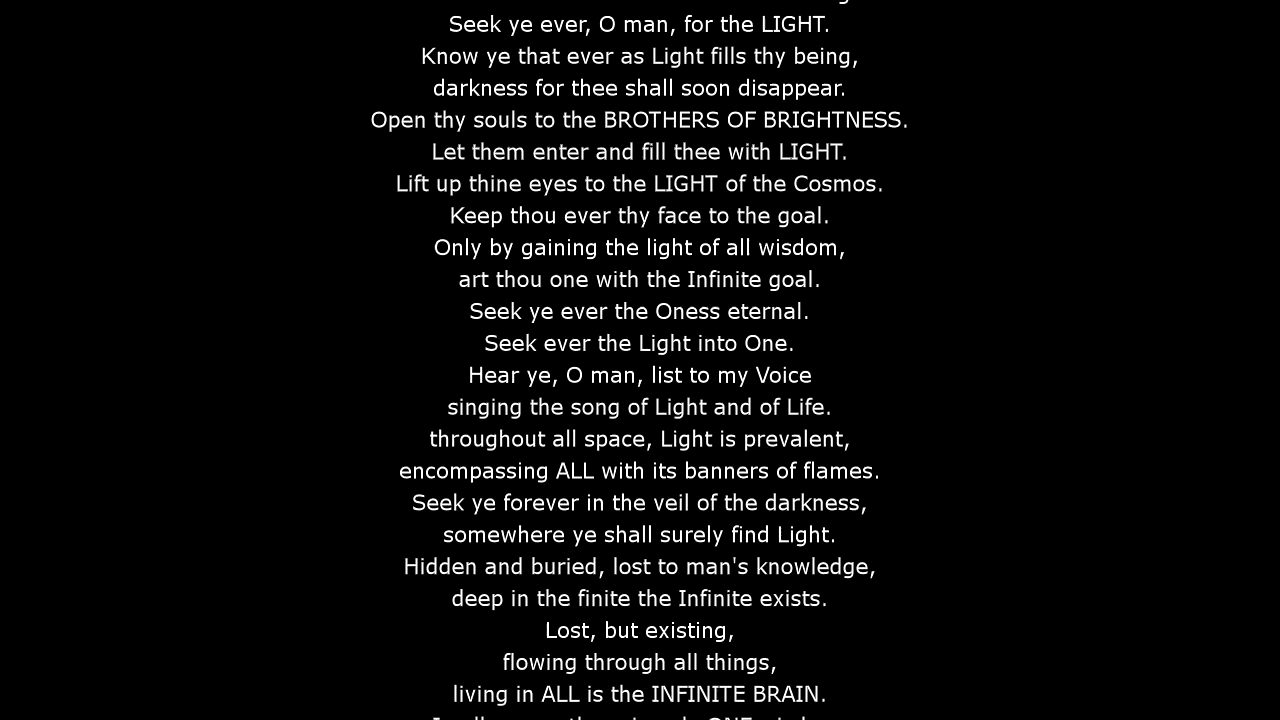 Seek ye ever, O man, for the LIGHT.
Know ye that ever as Light fills thy being,
darkness for thee shall soon disappear.
Open thy souls to the BROTHERS OF BRIGHTNESS.
Let them enter and fill thee with LIGHT.
Lift up thine eyes to the LIGHT of the Cosmos.
Keep thou ever thy face to the goal.
Only by gaining the light of all wisdom,
art thou one with the Infinite goal.
Seek ye ever the Oness eternal.
Seek ever the Light into One.
Hear ye, O man, list to my Voice
singing the song of Light and of Life.
throughout all space, Light is prevalent,
encompassing ALL with its banners of flames.
Seek ye forever in the veil of the darkness,
somewhere ye shall surely find Light.
Hidden and buried, lost to man's knowledge,
deep in the finite the Infinite exists.
Lost, but existing,
flowing through all things,
living in ALL is the INFINITE BRAIN.